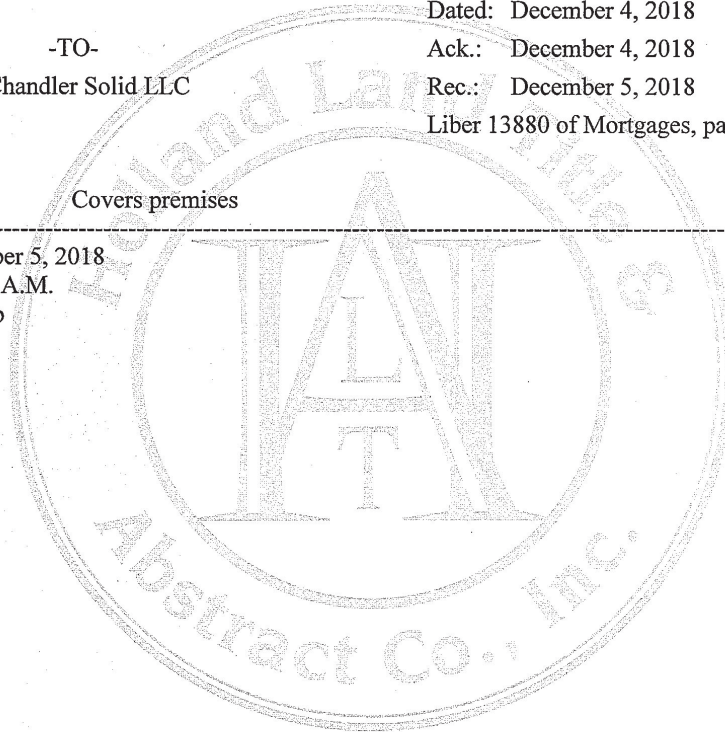 Dated: December 4, 2018
-TO-
Ack.: December 4, 2018
Chandler Solid LLC
Rec.: December 5, 2018
Liber 13880 of Mortgages, pa
Covers premises
ber 5, 2018
A.M.
Holland Land Title &
Abstract Co., Inc.
H
A
L
T